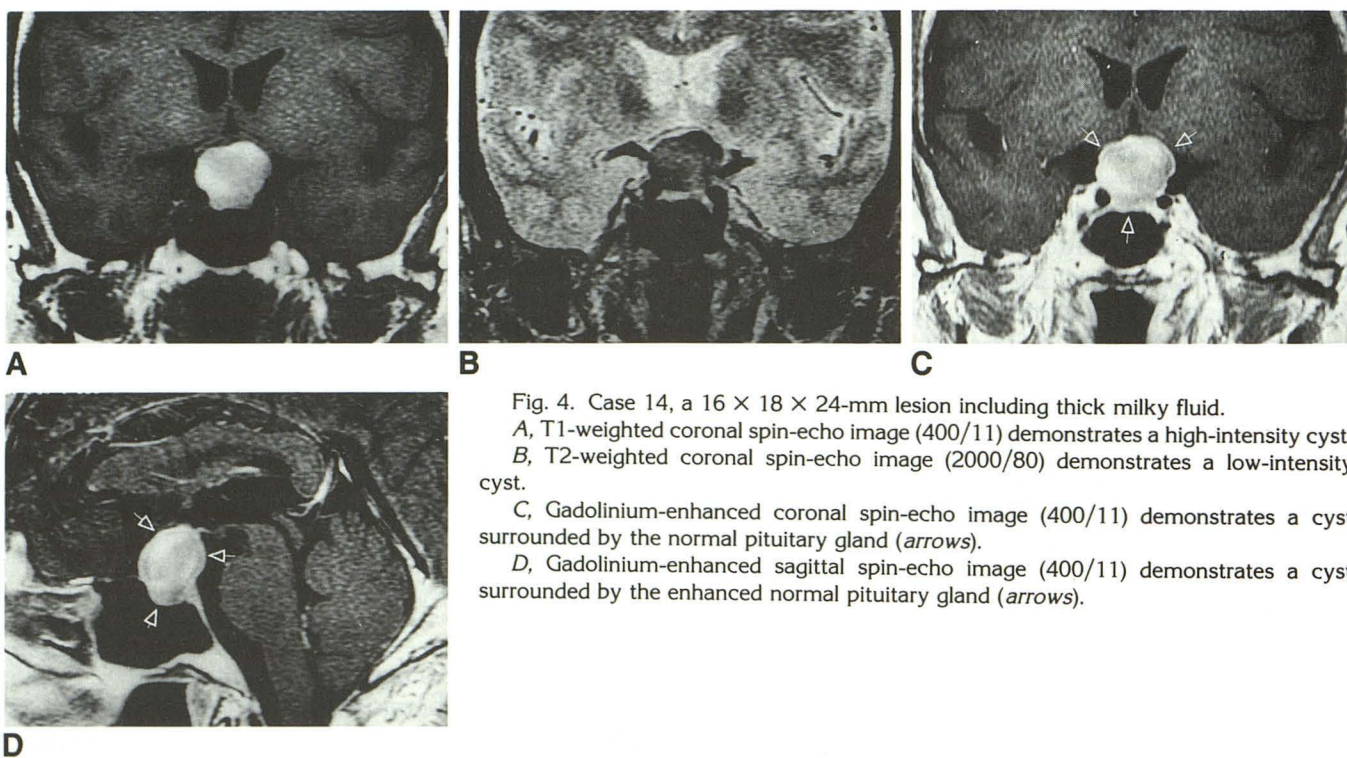 A
B
C
Fig. 4. Case 14, a 16 × 18 × 24-mm lesion including thick milky fluid.
A, T1-weighted coronal spin-echo image (400/11) demonstrates a high-intensity cyst
B, T2-weighted coronal spin-echo image (2000/80) demonstrates a low-intensity
cyst.
C, Gadolinium-enhanced coronal spin-echo image (400/11) demonstrates a cyst
surrounded by the normal pituitary gland (arrows).
D, Gadolinium-enhanced sagittal spin-echo image (400/11) demonstrates a cyst
surrounded by the enhanced normal pituitary gland (arrows).
D